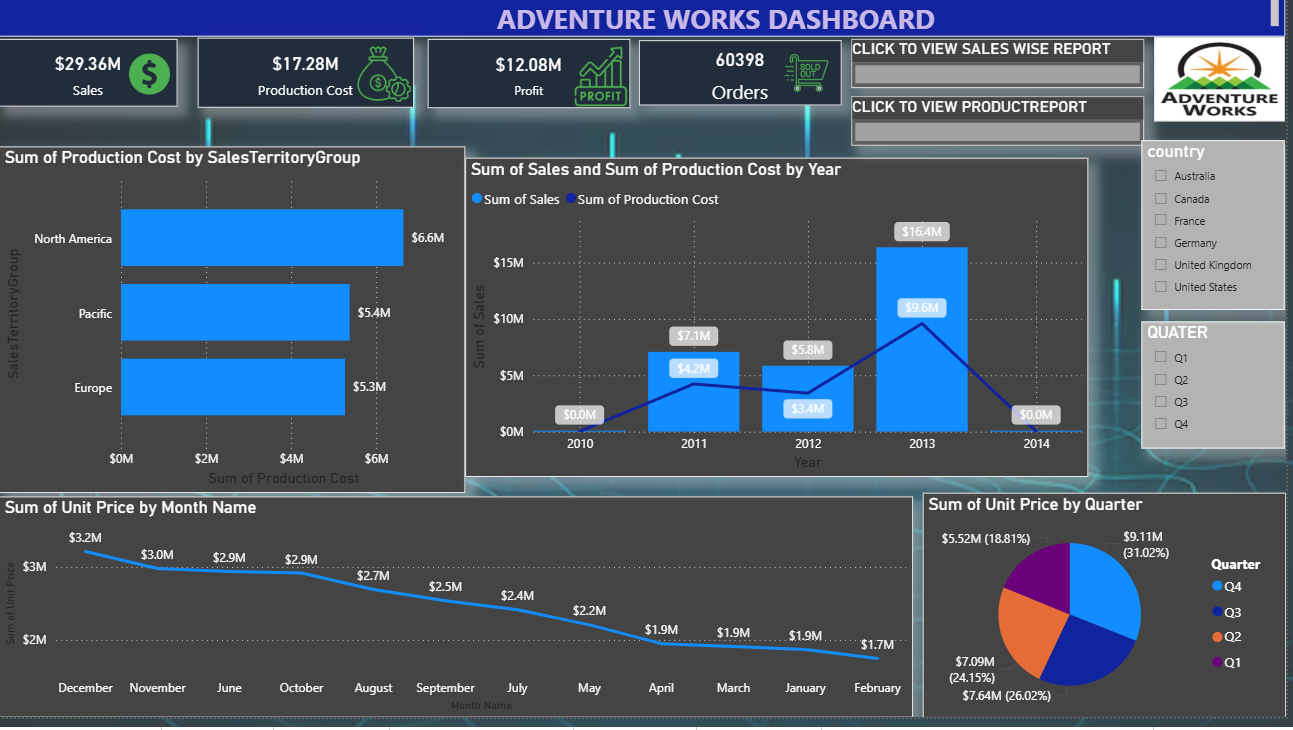 ADVENTURE WORKS DASHBOARD
$29.36M
Sales
$17.28M
Production Cost
$12.08M
Profit
PROFIT
60398
Orders
SOLD
OUT
CLICK TO VIEW SALES WISE REPORT
CLICK TO VIEW PRODUCTREPORT
ADVENTURE
WORKS
Sum of Production Cost by SalesTerritoryGroup
SalesTerritoryGroup
North America
$6.6M
Pacific
$5.4M
Europe
$5.3M
$0M
$2M
$4M
$6M
Sum of Production Cost
Sum of Sales and Sum of Production Cost by Year
Sum of Sales
Sum of Production Cost
Sum of Sales
$15M
$10M
$5M
$0M
$0.0M
$7.1M
$4.2M
$5.8M
$3.4M
$16.4M
$9.6M
$0.0M
2010
2011
2012
2013
2014
Year
country
Australia
Canada
France
Germany
United Kingdom
United States
QUATER
Q1
Q2
Q3
Q4
Sum of Unit Price by Month Name
Sum of Unit Price
$3M
$2M
$3.2M
$3.0M
$2.9M
$2.9M
$2.7M
$2.5M
$2.4M
$2.2M
$1.9M
$1.9M
$1.9M
$1.7M
December
November
June
October
August
September
July
May
April
March
January
February
Month Name
Sum of Unit Price by Quarter
$5.52M (18.81%)
$9.11M
(31.02%)
$7.09M
(24.15%)
$7.64M (26.02%)
Quarter
Q4
Q3
Q2
Q1